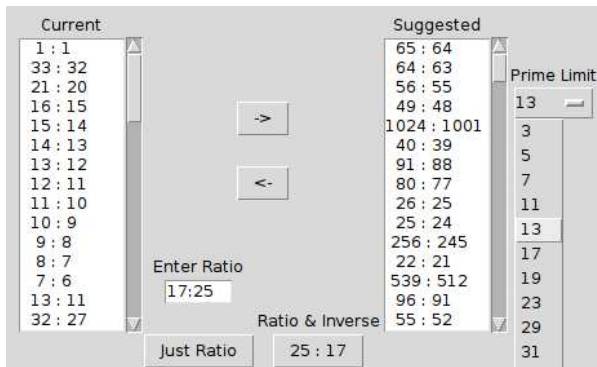 Current
1 : 1
33 : 32
21 : 20
16 : 15
15 : 14
14 : 13
13 : 12
12 : 11
11 : 10
10 : 9
9 : 8
8 : 7
7 : 6
13 : 11
32 : 27
->
<-
Enter Ratio
17:25
Just Ratio
Ratio & Inverse
25 : 17
Suggested
65 : 64
64 : 63
56 : 55
49 : 48
1024 : 1001
40 : 39
91 : 88
80 : 77
26 : 25
25 : 24
256 : 245
22 : 21
539 : 512
96 : 91
55 : 52
Prime Limit
13
3
5
7
11
13
17
19
23
29
31